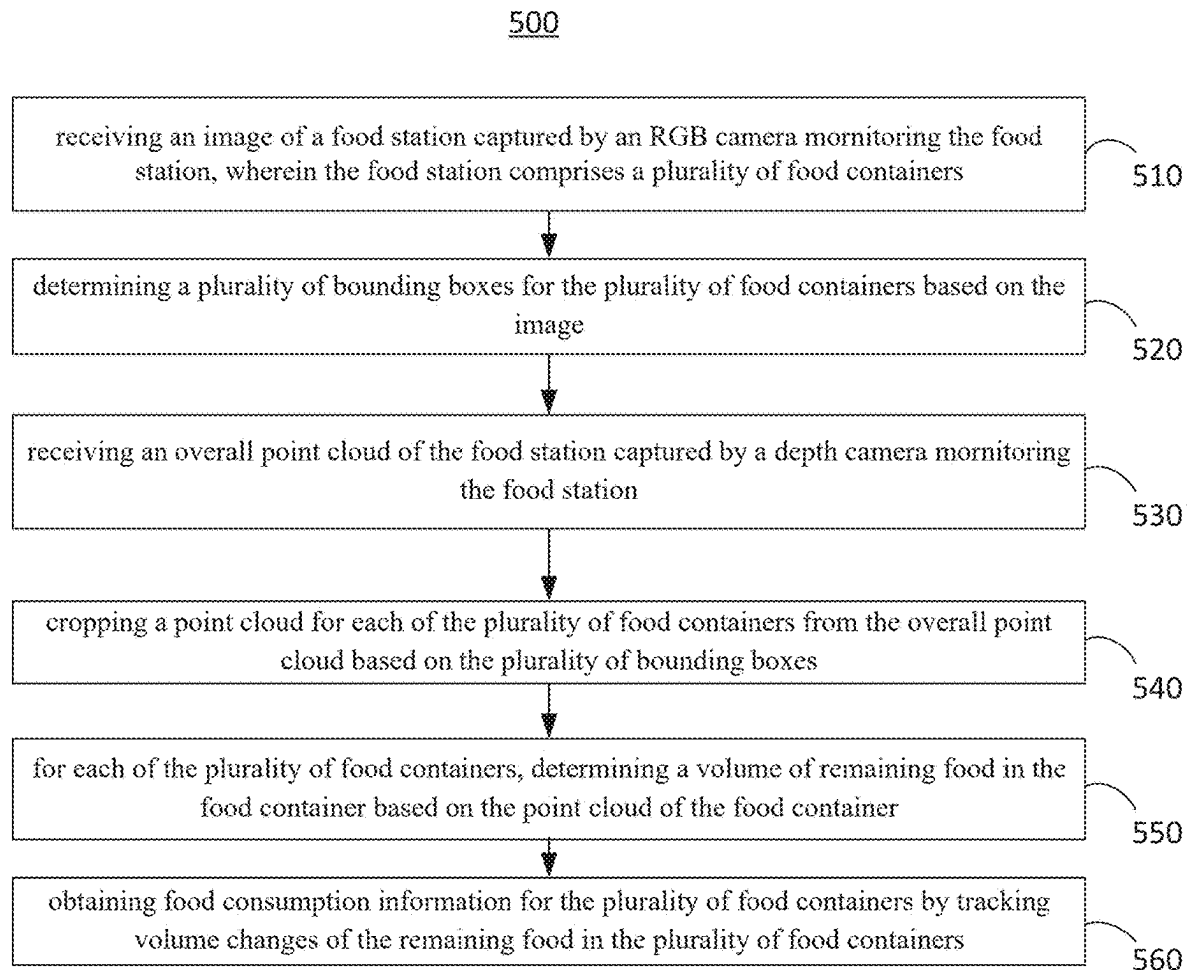 500
receiving an image of a food station captured by an RGB camera mornitoring the food
station, wherein the food station comprises a plurality of food containers
510
determining a plurality of bounding boxes for the plurality of food containers based on the
image
520
receiving an overall point cloud of the food station captured by a depth camera mornitoring
the food station
530
cropping a point cloud for each of the plurality of food containers from the overall point
cloud based on the plurality of bounding boxes
540
for each of the plurality of food containers, determining a volume of remaining food in the
food container based on the point cloud of the food container
550
obtaining food consumption information for the plurality of food containers by tracking
volume changes of the remaining food in the plurality of food containers
560